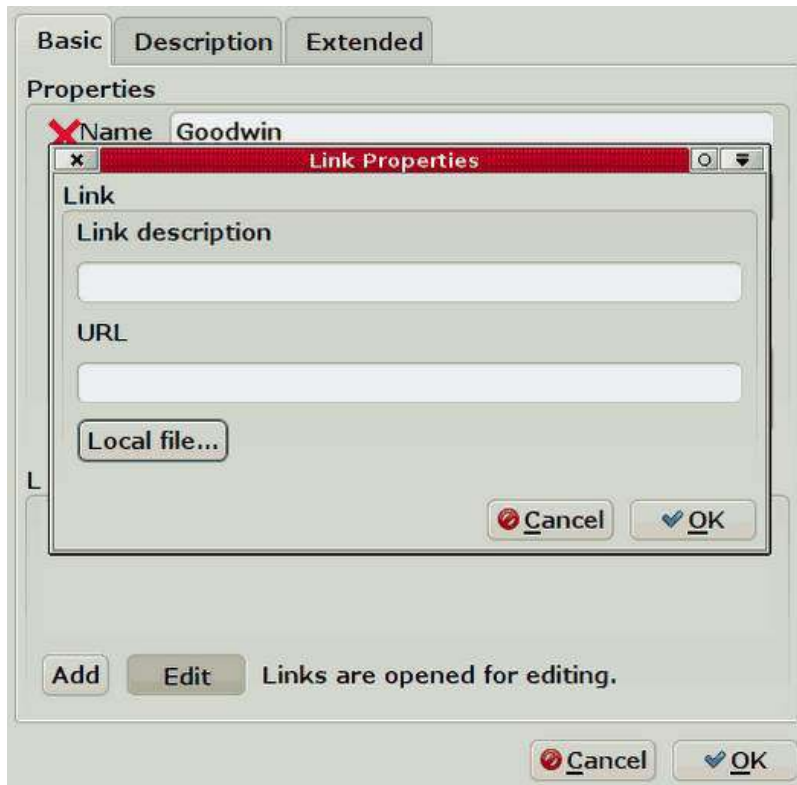 Basic Description Extended
Properties
Name Goodwin
Link Properties
Link
Link description
URL
Local file...
L
Cancel OK
Add Edit Links are opened for editing.
Cancel OK